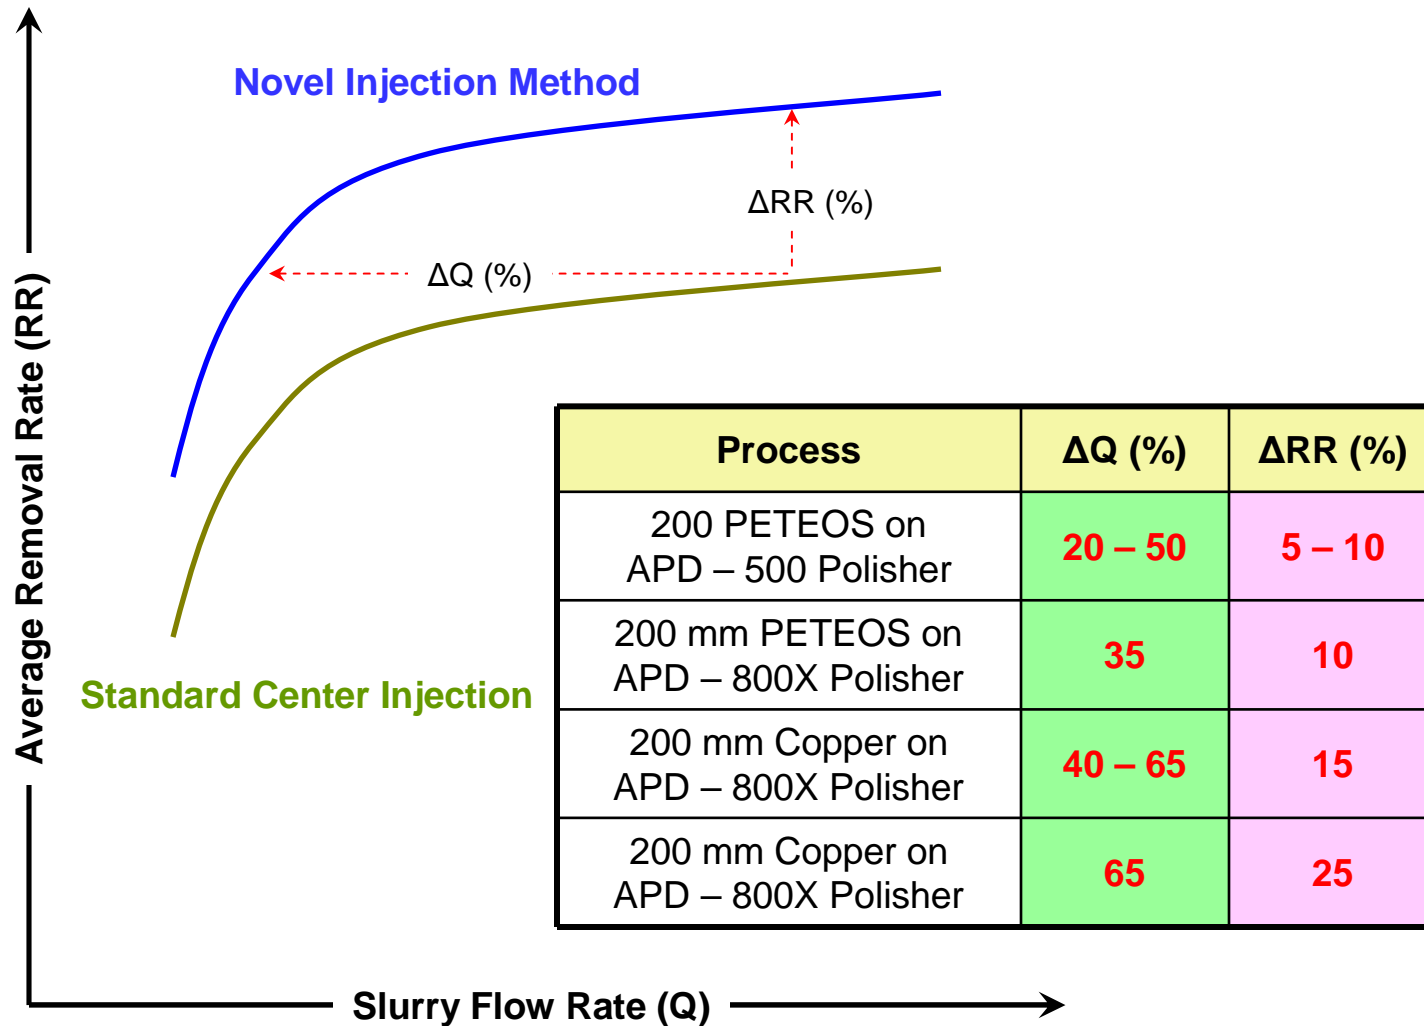 Novel Injection Method
ΔRR (%)
ΔQ (%)
Average Removal Rate (RR)
Standard Center Injection
Process ΔQ (%) ΔRR (%)
200 PETEOS on
APD – 500 Polisher
20 – 50
5 – 10
200 mm PETEOS on
APD – 800X Polisher
35
10
200 mm Copper on
APD – 800X Polisher
40 – 65
15
200 mm Copper on
APD – 800X Polisher
65
25
Slurry Flow Rate (Q)